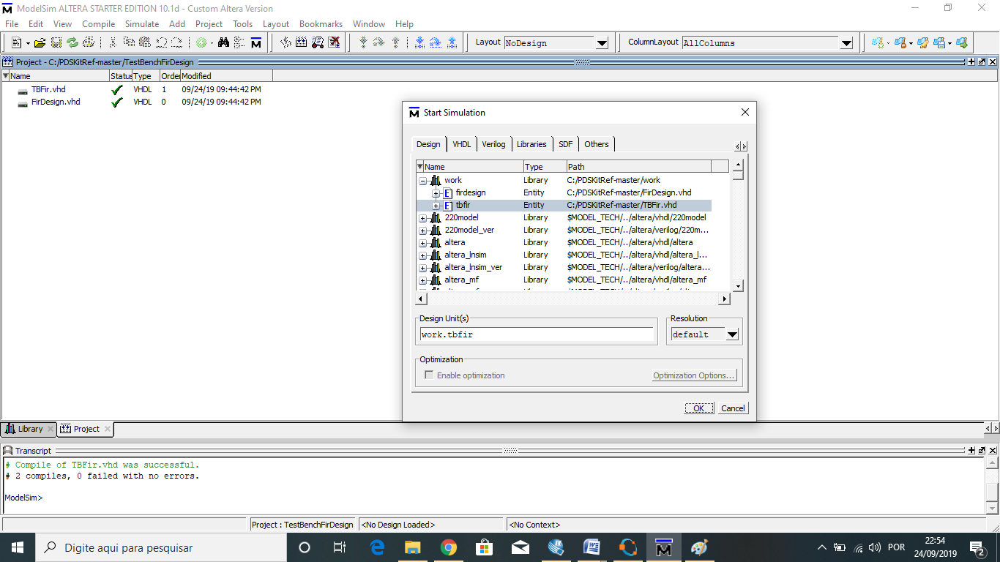 ModelSim ALTERA STARTER EDITION 10.1d - Custom Altera Version
File Edit View Compile Simulate Add Project Tools Layout Bookmarks Window Help
Layout NoDesign ColumnLayout AllColumns
Project - C:/PDSKitRef-master/TestBenchFirDesign
Name Status Type Order Modified
TBFir.vhd VHDL 1 09/24/19 09:44:42 PM
FirDesign.vhd VHDL 0 09/24/19 09:44:42 PM
Start Simulation
Design VHDL Verilog Libraries SDF Others
Name Type Path
work Library C:/PDSKitRef-master/work
firdesign Entity C:/PDSKitRef-master/FirDesign.vhd
tbfir Entity C:/PDSKitRef-master/TBFir.vhd
220model Library $MODEL_TECH/../altera/vhdl/220model
220model_ver Library $MODEL_TECH/../altera/verilog/220m...
altera Library $MODEL_TECH/../altera/vhdl/altera
altera_lnsim Library $MODEL_TECH/../altera/vhdl/altera_l...
altera_lnsim_ver Library $MODEL_TECH/../altera/verilog/altera...
altera_mf Library $MODEL_TECH/../altera/vhdl/altera_mf
Design Unit(s) Resolution
work.tbfir default
Optimization
Enable optimization Optimization Options...
OK Cancel
Library Project
Transcript
# Compile of TBFir.vhd was successful.
# 2 compiles, 0 failed with no errors.
ModelSim>
Project : TestBenchFirDesign <No Design Loaded> <No Context>
Digite aqui para pesquisar
POR
22:54
24/09/2019
2